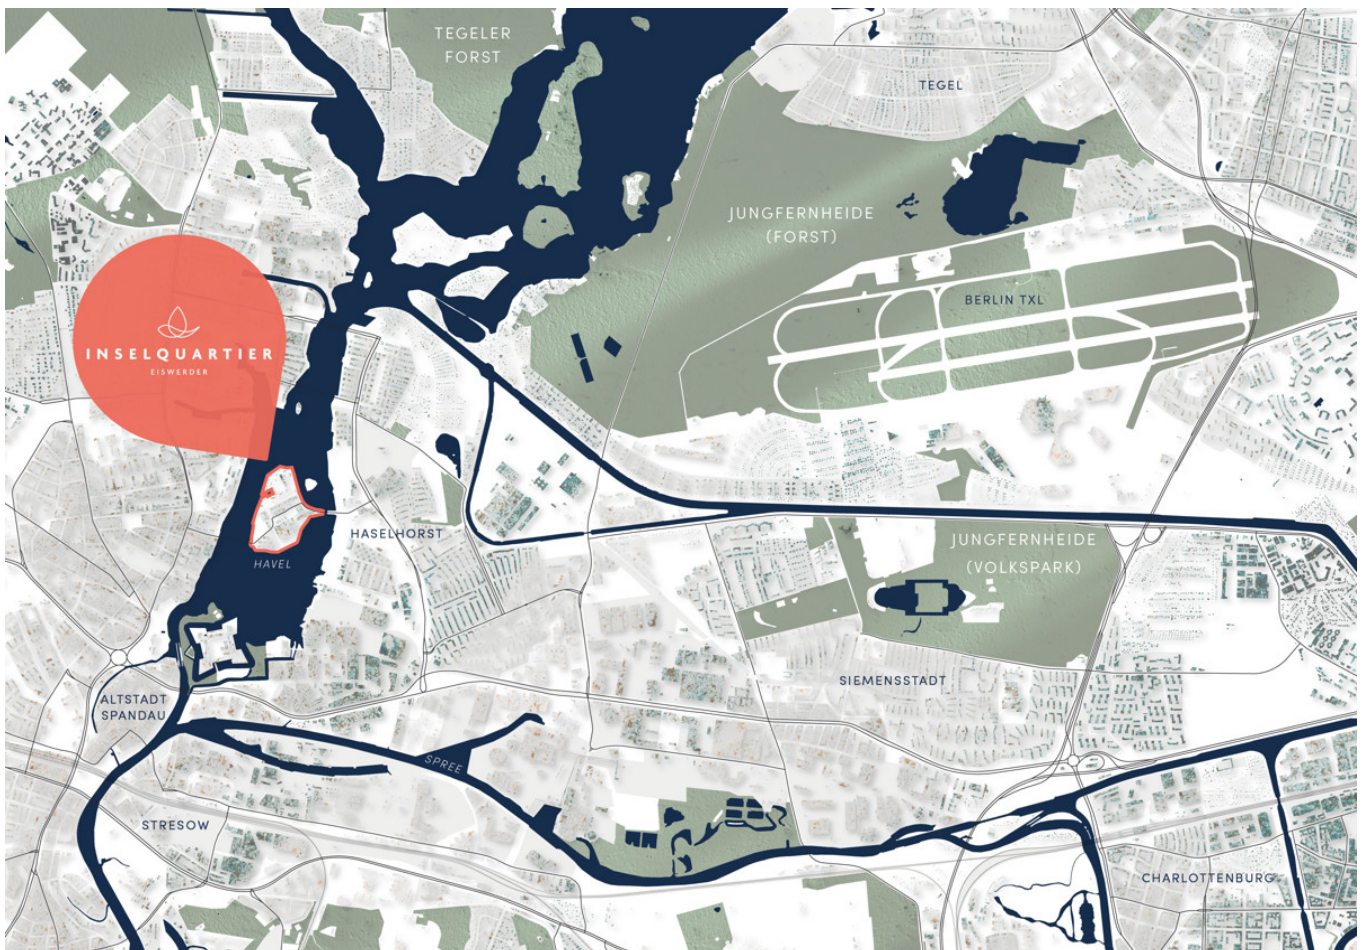 TEGELER
FORST
TEGEL
JUNGFERNHEIDE
(FORST)
BERLIN TXL
INSELQUARTIER
EISWERDER
HASELHORST
HAVEL
JUNGFERNHEIDE
(VOLKSPARK)
SIEMENSSTADT
ALTSTADT
SPANDAU
SPREE
STRESOW
CHARLOTTENBURG